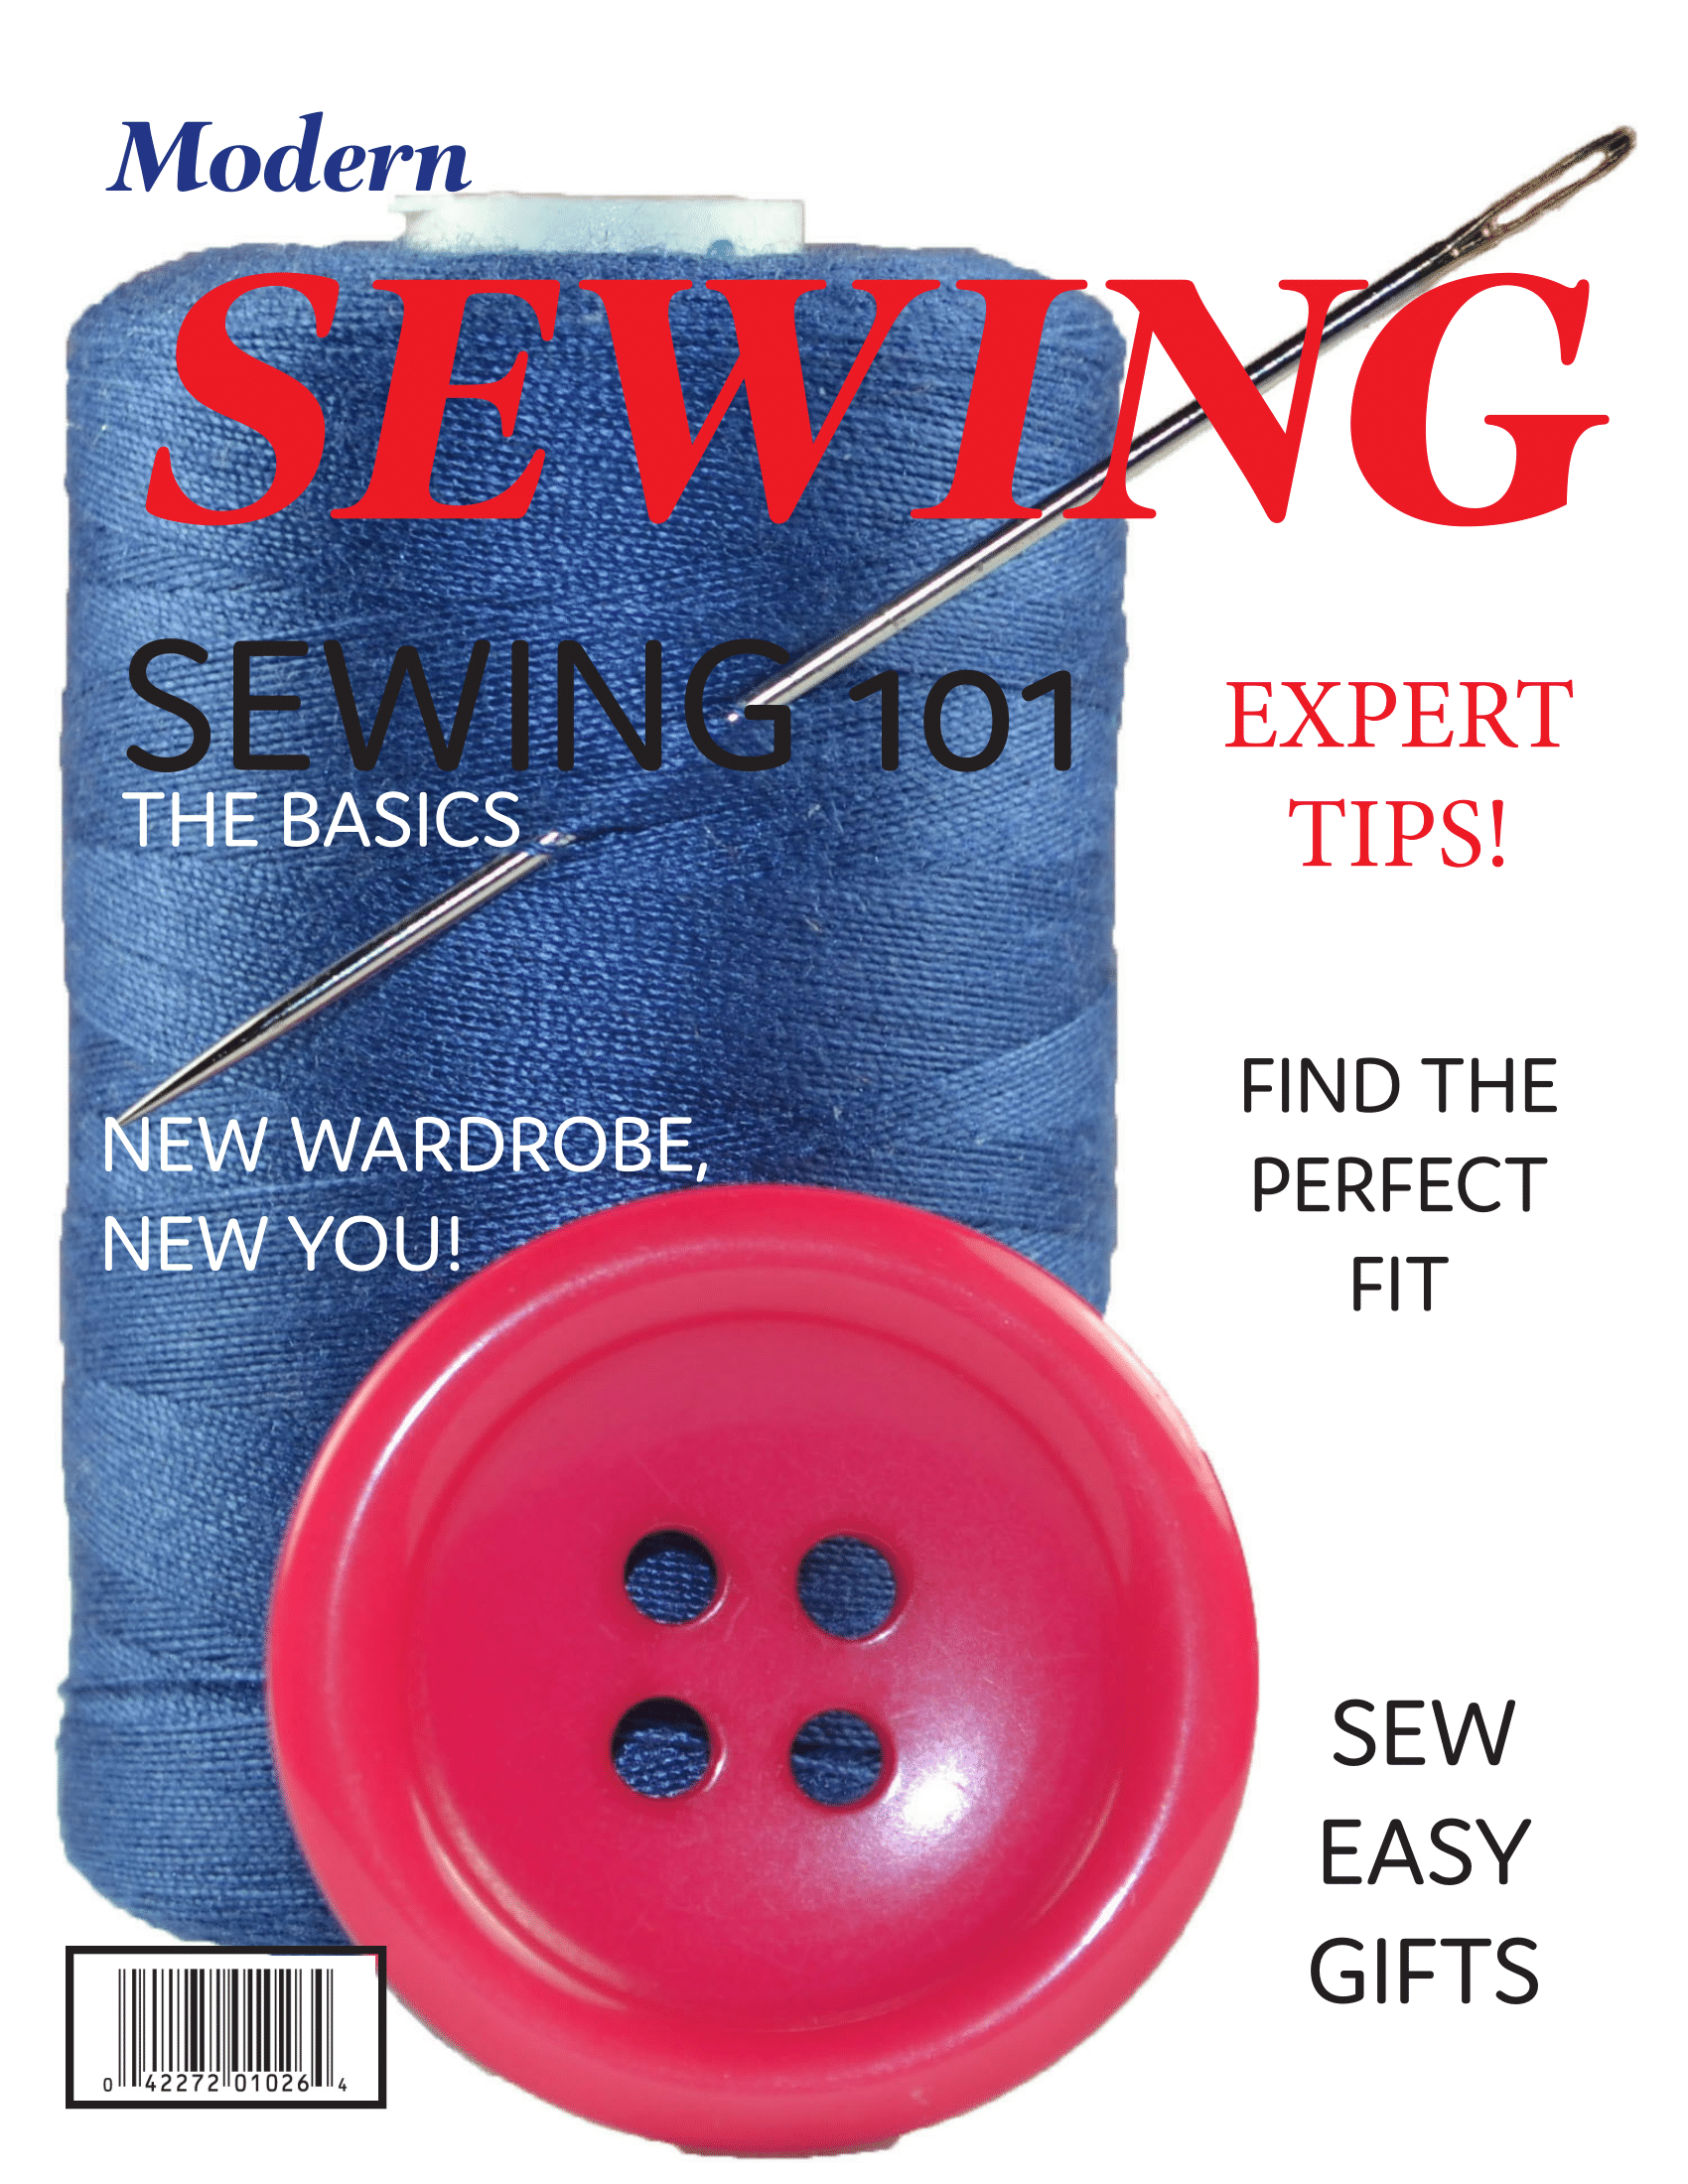 Modern
SEWING
SEWING 101
THE BASICS
EXPERT
TIPS!
NEW WARDROBE,
NEW YOU!
FIND THE
PERFECT
FIT
SEW
EASY
GIFTS
0 42272 01026 4